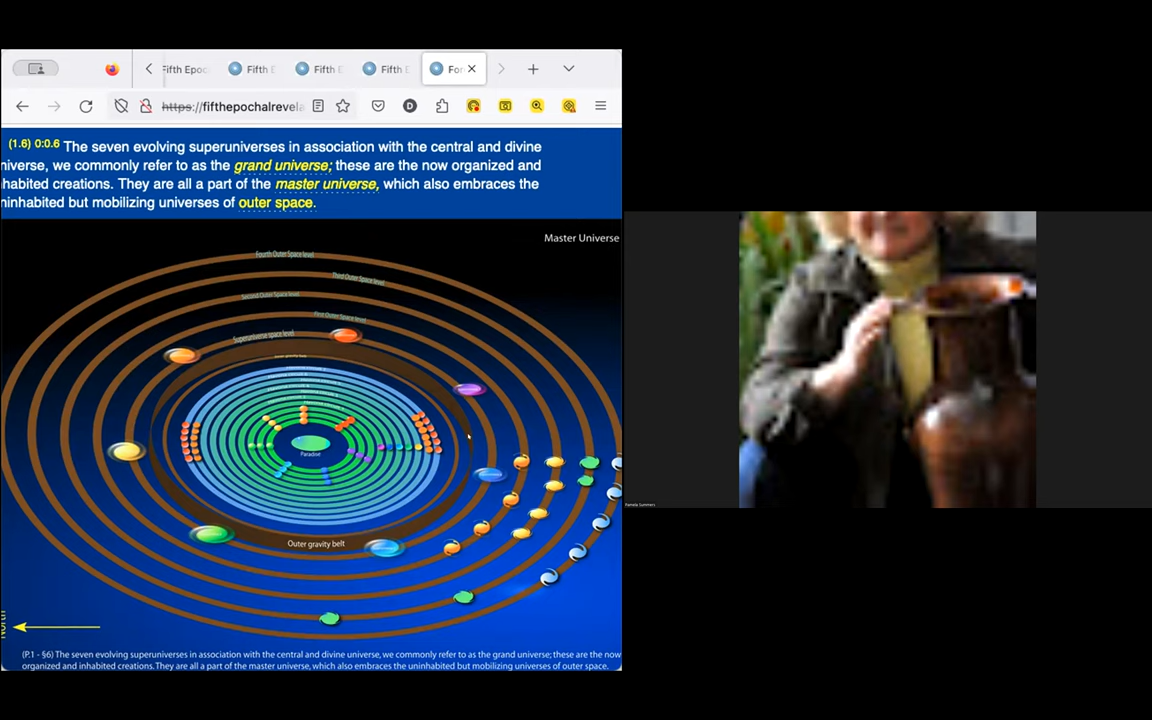 Fifth Epoc
Fifth E
Fifth E
Fifth E
For
https://fifthepochalrevela
(1.6) 0:0.6 The seven evolving superuniverses in association with the central and divine
niverse, we commonly refer to as the grand universe; these are the now organized and
habited creations. They are all a part of the master universe, which also embraces the
ninhabited but mobilizing universes of outer space.
Master Universe
Fourth Outer Space level
Third Outer Space level
Second Outer Space level
First Outer Space level
Superuniverse space level
Paradise
Outer gravity belt
North
(P.1 - §6) The seven evolving superuniverses in association with the central and divine universe, we commonly refer to as the grand universe; these are the now
organized and inhabited creations. They are all a part of the master universe, which also embraces the uninhabited but mobilizing universes of outer space.
Pamela Summers